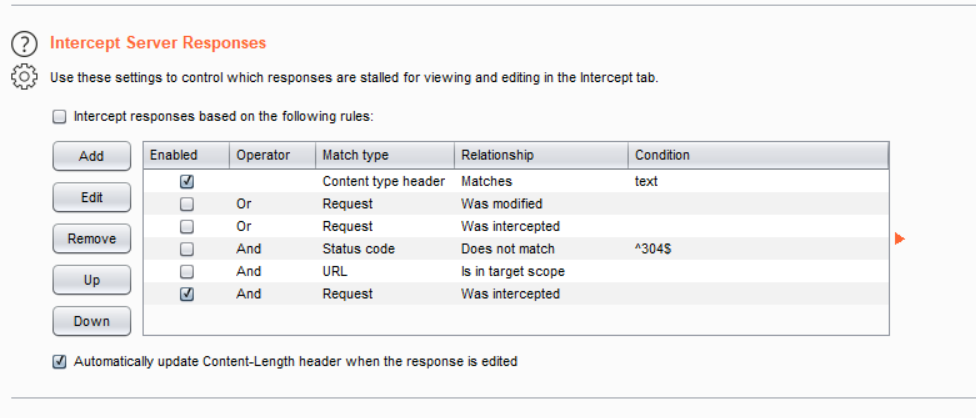 Intercept Server Responses
Use these settings to control which responses are stalled for viewing and editing in the Intercept tab.
Intercept responses based on the following rules:
Add
Edit
Remove
Up
Down
Enabled Operator Match type Relationship Condition
Content type header Matches text
Or Request Was modified
Or Request Was intercepted
And Status code Does not match ^304$
And URL Is in target scope
And Request Was intercepted
Automatically update Content-Length header when the response is edited